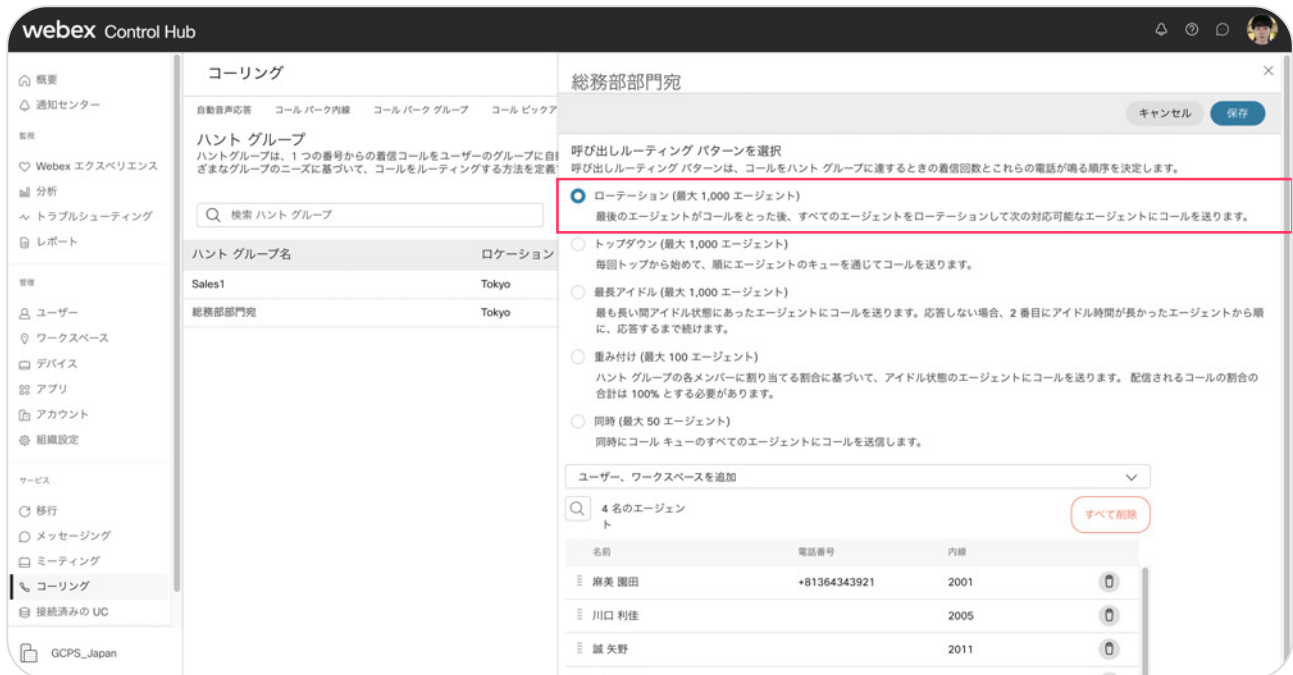 webex Control Hub
概要
通知センター
監視
Webex エクスペリエンス
分析
トラブルシューティング
レポート
管理
ユーザー
ワークスペース
デバイス
アプリ
アカウント
組織設定
サービス
移行
メッセージング
ミーティング
コーリング
接続済みの UC
GCPS_Japan
コーリング
自動音声応答 コール パーク内線 コール パーク グループ コール ピックア
ハント グループ
ハントグループは、1 つの番号からの着信コールをユーザーのグループに自
ざまなグループのニーズに基づいて、コールをルーティングする方法を定義
検索 ハント グループ
ハント グループ名 ロケーション
Sales1 Tokyo
総務部部門宛 Tokyo
総務部部門宛
キャンセル 保存
呼び出しルーティング パターンを選択
呼び出しルーティング パターンは、コールをハント グループに達するときの着信回数とこれらの電話が鳴る順序を決定します。
ローテーション (最大 1,000 エージェント)
最後のエージェントがコールをとった後、すべてのエージェントをローテーションして次の対応可能なエージェントにコールを送ります。
トップダウン (最大 1,000 エージェント)
毎回トップから始めて、順にエージェントのキューを通じてコールを送ります。
最長アイドル (最大 1,000 エージェント)
最も長い間アイドル状態にあったエージェントにコールを送ります。応答しない場合、2 番目にアイドル時間が長かったエージェントから順
に、応答するまで続けます。
重み付け (最大 100 エージェント)
ハント グループの各メンバーに割り当てる割合に基づいて、アイドル状態のエージェントにコールを送ります。 配信されるコールの割合の
合計は 100% とする必要があります。
同時 (最大 50 エージェント)
同時にコール キューのすべてのエージェントにコールを送信します。
ユーザー、ワークスペースを追加
4 名のエージェン
ト
すべて削除
名前 電話番号 内線
麻美 園田 +81364343921 2001
川口 利佳 2005
誠 矢野 2011